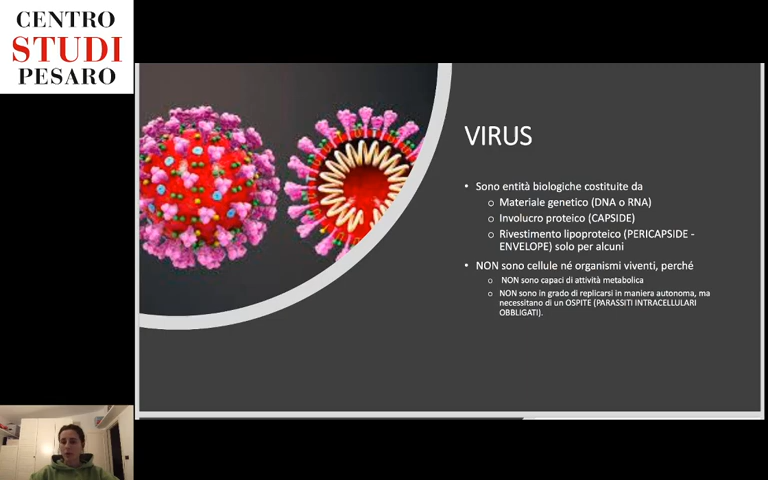 CENTRO
STUDI
PESARO
VIRUS
• Sono entità biologiche costituite da
o Materiale genetico (DNA o RNA)
o Involucro proteico (CAPSIDE)
o Rivestimento lipoproteico (PERICAPSIDE -
ENVELOPE) solo per alcuni
• NON sono cellule né organismi viventi, perché
o NON sono capaci di attività metabolica
o NON sono in grado di replicarsi in maniera autonoma, ma
necessitano di un OSPITE (PARASSITI INTRACELLULARI
OBBLIGATI).